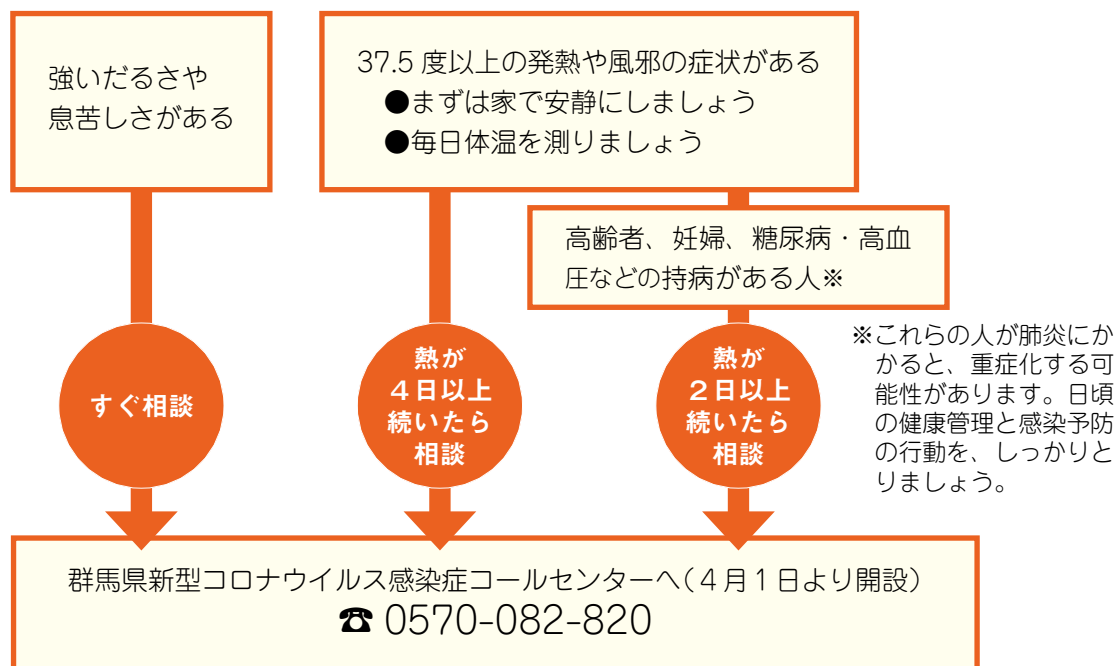 強いだるさや
息苦しさがある
37.5 度以上の発熱や風邪の症状がある
●まずは家で安静にしましょう
●毎日体温を測りましょう
高齢者、妊婦、糖尿病・高血
圧などの持病がある人※
すぐ相談
熱が
４日以上
続いたら
相談
熱が
２日以上
続いたら
相談
※これらの人が肺炎にか
かると、重症化する可
能性があります。日頃
の健康管理と感染予防
の行動を、しっかりと
りましょう。
群馬県新型コロナウイルス感染症コールセンターへ（４月１日より開設）
☎ 0570-082-820